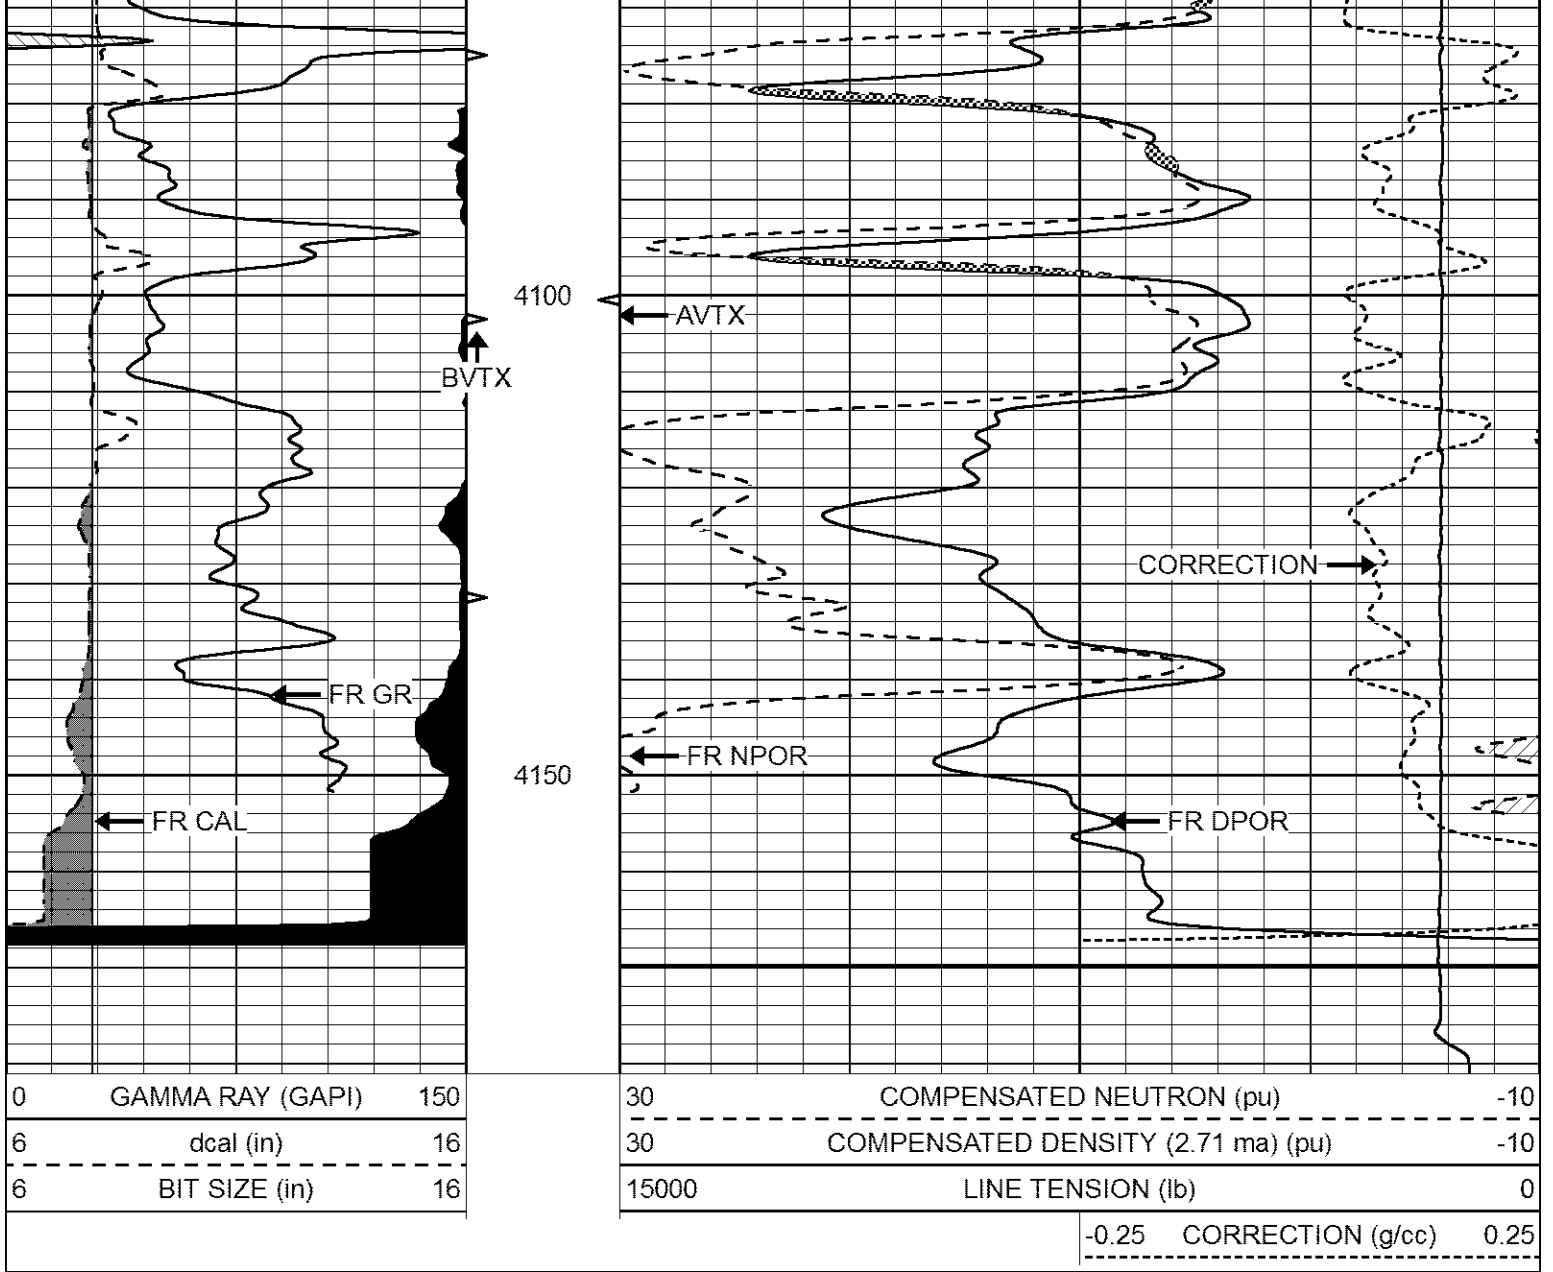 4100
AVTX
BVTX
CORRECTION
FR GR
FR NPOR
4150
FR CAL
FR DPOR
0 GAMMA RAY (GAPI) 150
30 COMPENSATED NEUTRON (pu) -10
6 dcal (in) 16
30 COMPENSATED DENSITY (2.71 ma) (pu) -10
6 BIT SIZE (in) 16
15000 LINE TENSION (lb) 0
-0.25 CORRECTION (g/cc) 0.25